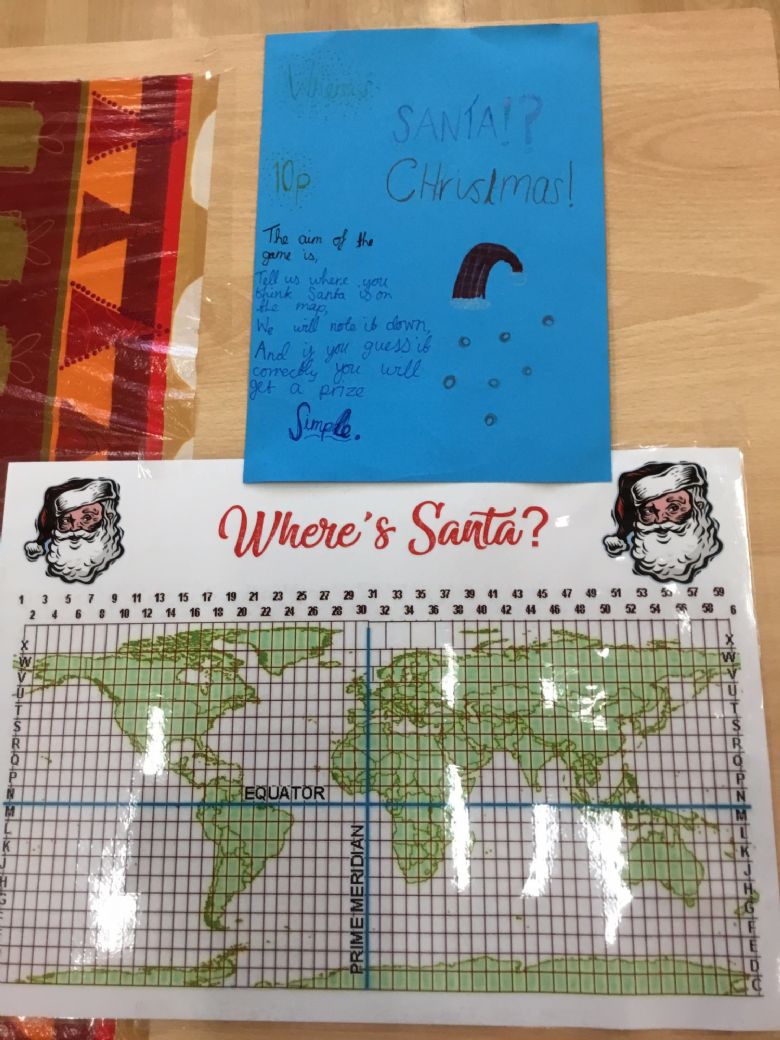 Where's
SANTA!?
10p
CHristmas!
The aim of the
game is,
Tell us where you
think Santa is on
the map,
We will note it down,
And if you guess it
correctly you will
get a prize
Simple.
Where's Santa?
1 3 5 7 9 11 13 15 17 19 21 23 25 27 29 31 33 35 37 39 41 43 45 47 49 51 53 55 57 59
2 4 6 8 10 12 14 16 18 20 22 24 26 28 30 32 34 36 38 40 42 43 46 48 50 52 54 56 58 6
X X
W W
V V
U U
T T
S S
R R
Q Q
P P
N N
EQUATOR
M M
L L
K K
J J
H H
G G
F F
E
D
C
PRIME MERIDIAN